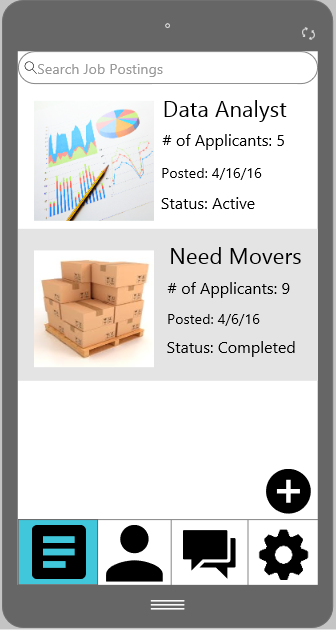 Search Job Postings
Data Analyst
# of Applicants: 5
Posted: 4/16/16
Status: Active
Need Movers
# of Applicants: 9
Posted: 4/6/16
Status: Completed